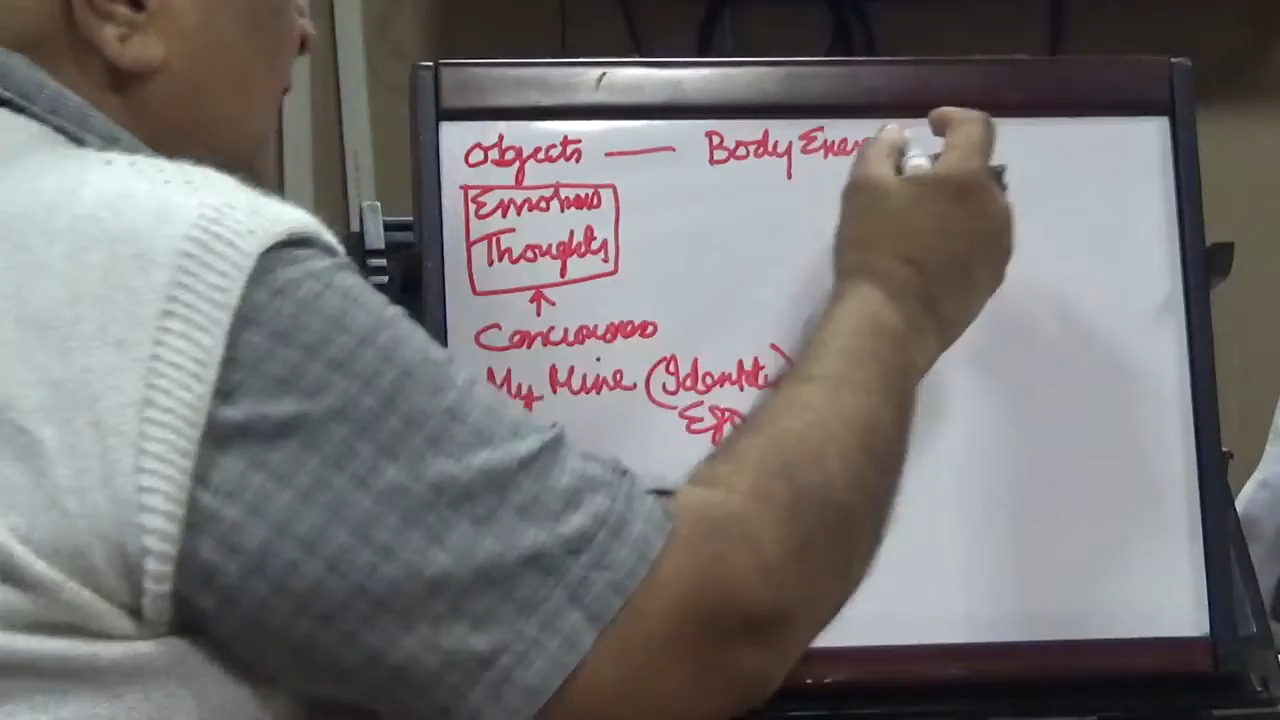 Objects — Body Ener
Emotions
Thoughts
↑
Conciousness
My Mine (Identity)
Ego